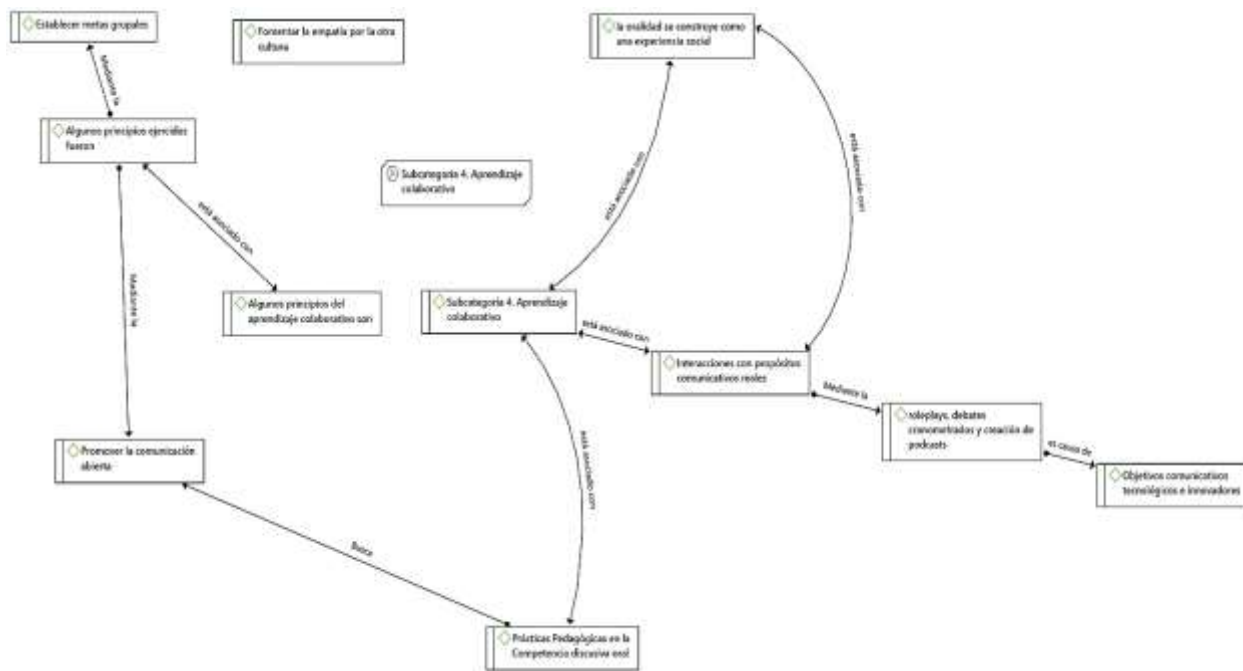 Establecer metas grupales
Fomentar la empatía por la otra
cultura
la oralidad se construye como
una experiencia social
Mediante la
Algunos principios ejercidos
fueron
Subcategoría 4. Aprendizaje
colaborativo
está asociado con
está asociado con
está asociado con
Mediante la
Algunos principios del
aprendizaje colaborativo son
Subcategoría 4. Aprendizaje
colaborativo
está asociado con
Interacciones con propósitos
comunicativos reales
Mediante la
roleplays, debates
cronometrados y creación de
podcasts
es causa de
Objetivos comunicativos
tecnológicos e innovadores
Promover la comunicación
abierta
está asociado con
Busca
Prácticas Pedagógicas en la
Competencia discusiva oral